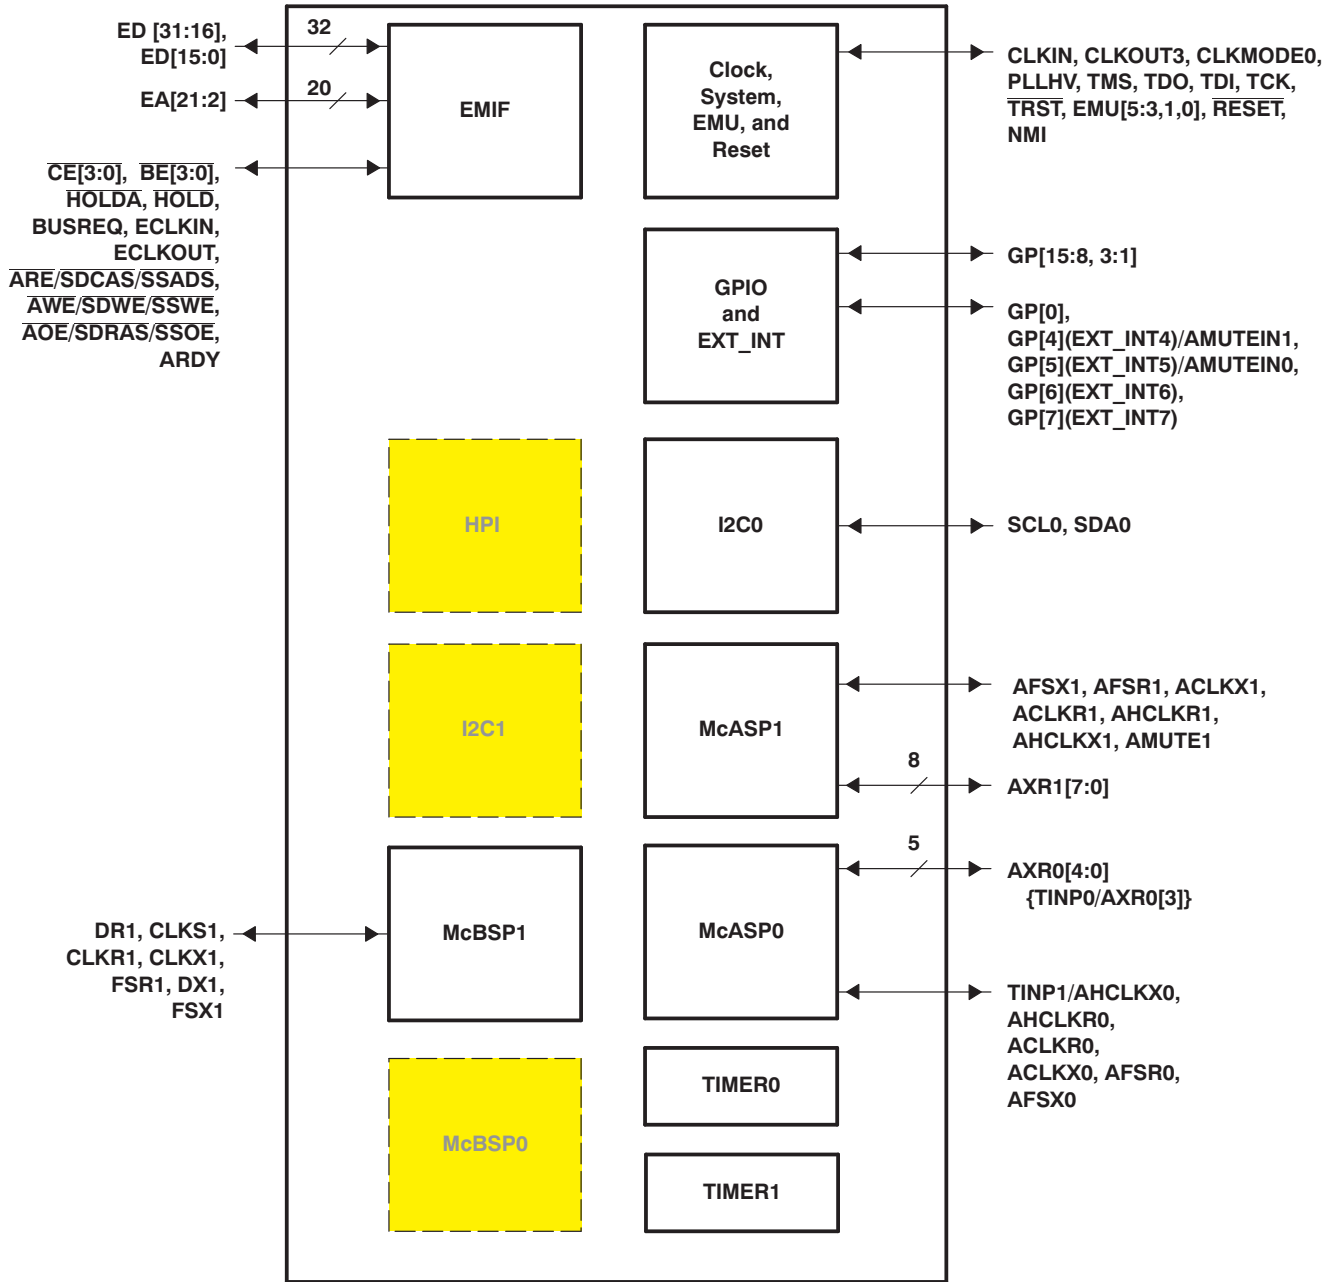 ED [31:16],
ED[15:0]
32
EA[21:2]
20
EMIF
CE[3:0], BE[3:0],
HOLDA, HOLD,
BUSREQ, ECLKIN,
ECLKOUT,
ARE/SDCAS/SSADS,
AWE/SDWE/SSWE,
AOE/SDRAS/SSOE,
ARDY
Clock,
System,
EMU, and
Reset
CLKIN, CLKOUT3, CLKMODE0,
PLLHV, TMS, TDO, TDI, TCK,
TRST, EMU[5:3,1,0], RESET,
NMI
GPIO
and
EXT_INT
GP[15:8, 3:1]
GP[0],
GP[4](EXT_INT4)/AMUTEIN1,
GP[5](EXT_INT5)/AMUTEIN0,
GP[6](EXT_INT6),
GP[7](EXT_INT7)
HPI
I2C0
SCL0, SDA0
I2C1
McASP1
AFSX1, AFSR1, ACLKX1,
ACLKR1, AHCLKR1,
AHCLKX1, AMUTE1
8
AXR1[7:0]
DR1, CLKS1,
CLKR1, CLKX1,
FSR1, DX1,
FSX1
McBSP1
McASP0
5
AXR0[4:0]
{TINP0/AXR0[3]}
TINP1/AHCLKX0,
AHCLKR0,
ACLKR0,
ACLKX0, AFSR0,
AFSX0
McBSP0
TIMER0
TIMER1